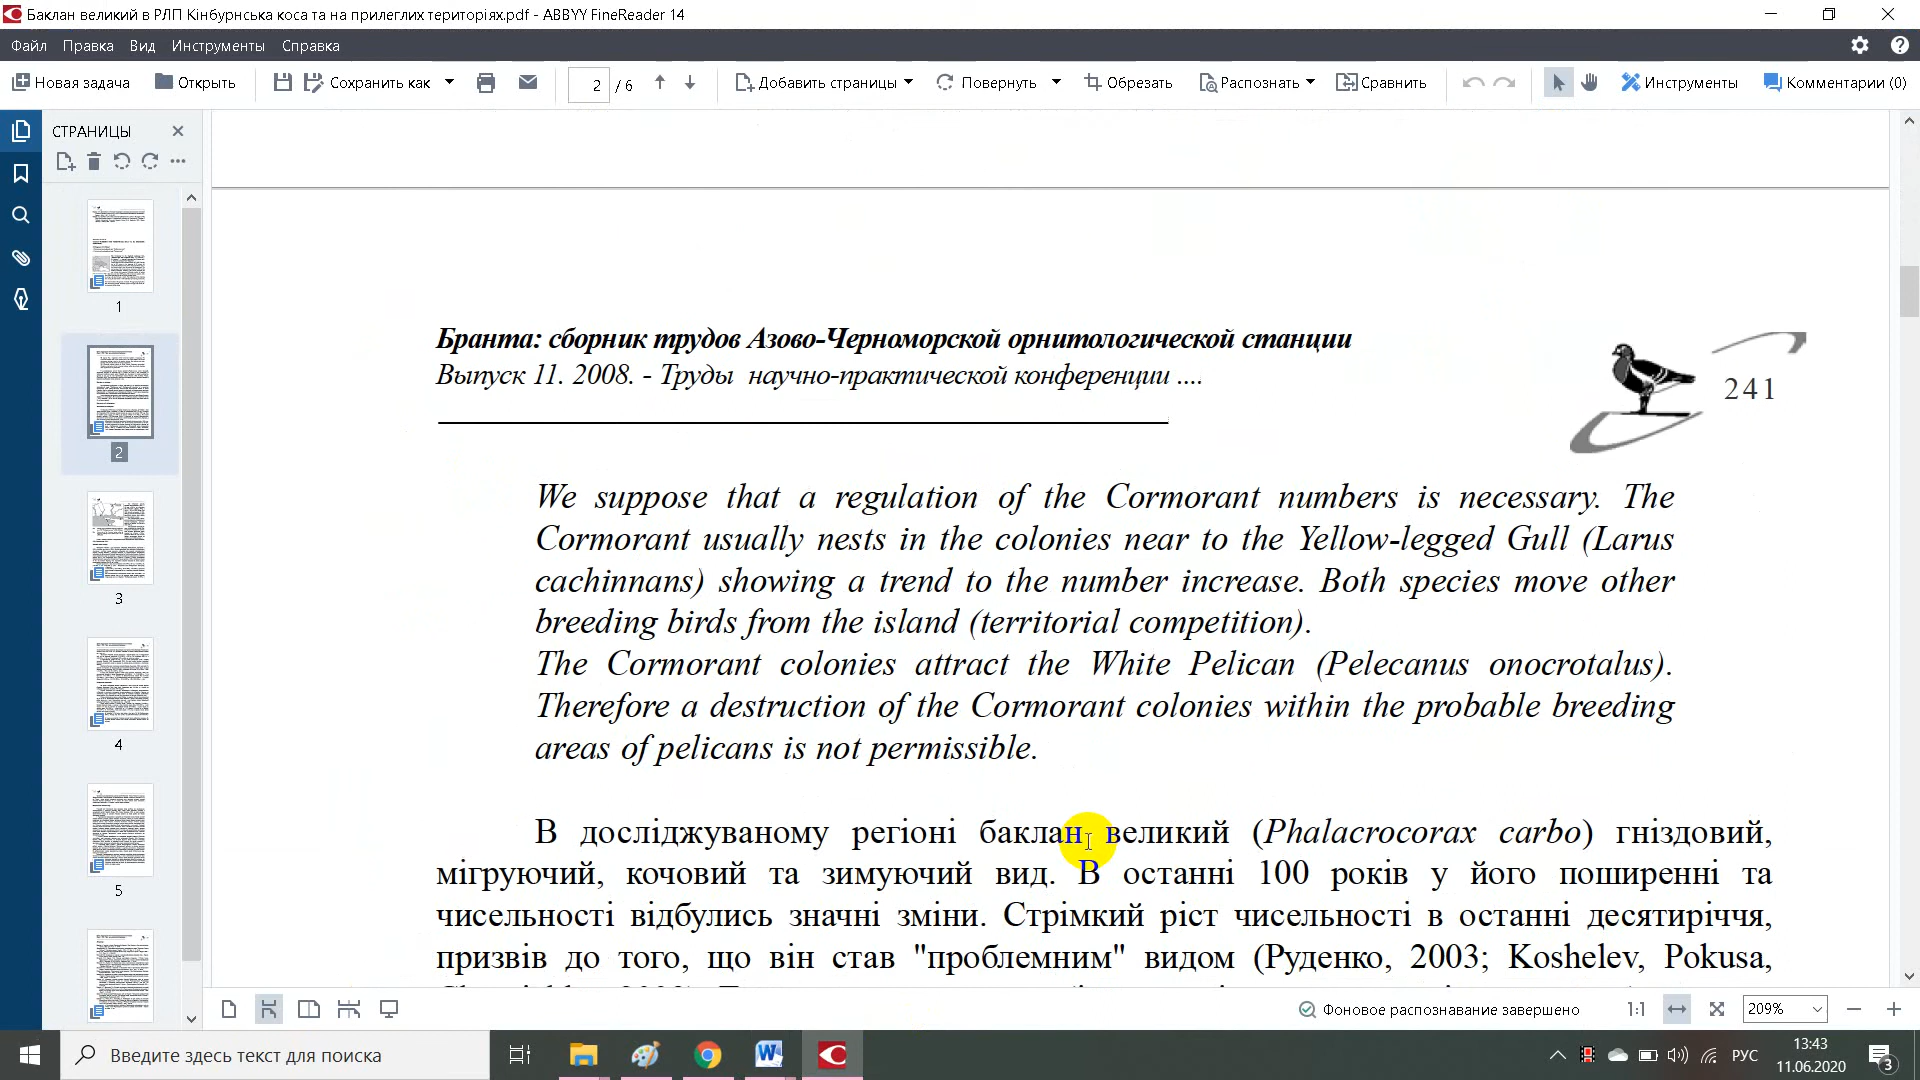 Баклан великий в РЛП Кінбурнська коса та на прилеглих територіях.pdf - ABBYY FineReader 14
Файл Правка Вид Инструменты Справка
Новая задача Открыть Сохранить как 2 / 6 Добавить страницы Повернуть Обрезать Распознать Сравнить Инструменты Комментарии (0)
СТРАНИЦЫ
1
2
3
4
5
Бранта: сборник трудов Азово-Черноморской орнитологической станции
Выпуск 11. 2008. - Труды научно-практической конференции ....
241
We suppose that a regulation of the Cormorant numbers is necessary. The
Cormorant usually nests in the colonies near to the Yellow-legged Gull (Larus
cachinnans) showing a trend to the number increase. Both species move other
breeding birds from the island (territorial competition).
The Cormorant colonies attract the White Pelican (Pelecanus onocrotalus).
Therefore a destruction of the Cormorant colonies within the probable breeding
areas of pelicans is not permissible.
В досліджуваному регіоні баклан великий (Phalacrocorax carbo) гніздовий,
мігруючий, кочовий та зимуючий вид. В останні 100 років у його поширенні та
чисельності відбулись значні зміни. Стрімкий ріст чисельності в останні десятиріччя,
призвів до того, що він став "проблемним" видом (Руденко, 2003; Koshelev, Pokusa,
Фоновое распознавание завершено 1:1 209%
Введите здесь текст для поиска
РУС
13:43
11.06.2020
3